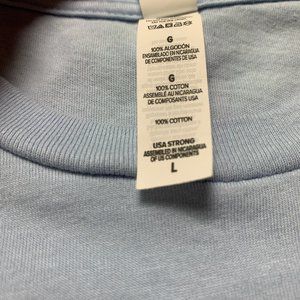 G
100% ALGODÓN
ENSAMBLADO EN NICARAGUA
DE COMPONENTES DE USA
G
100% COTON
ASSEMBLÉ AU NICARAGUA
DE COMPOSANTS USA
100% COTTON
USA STRONG
ASSEMBLED IN NICARAGUA
OF US COMPONENTS
L